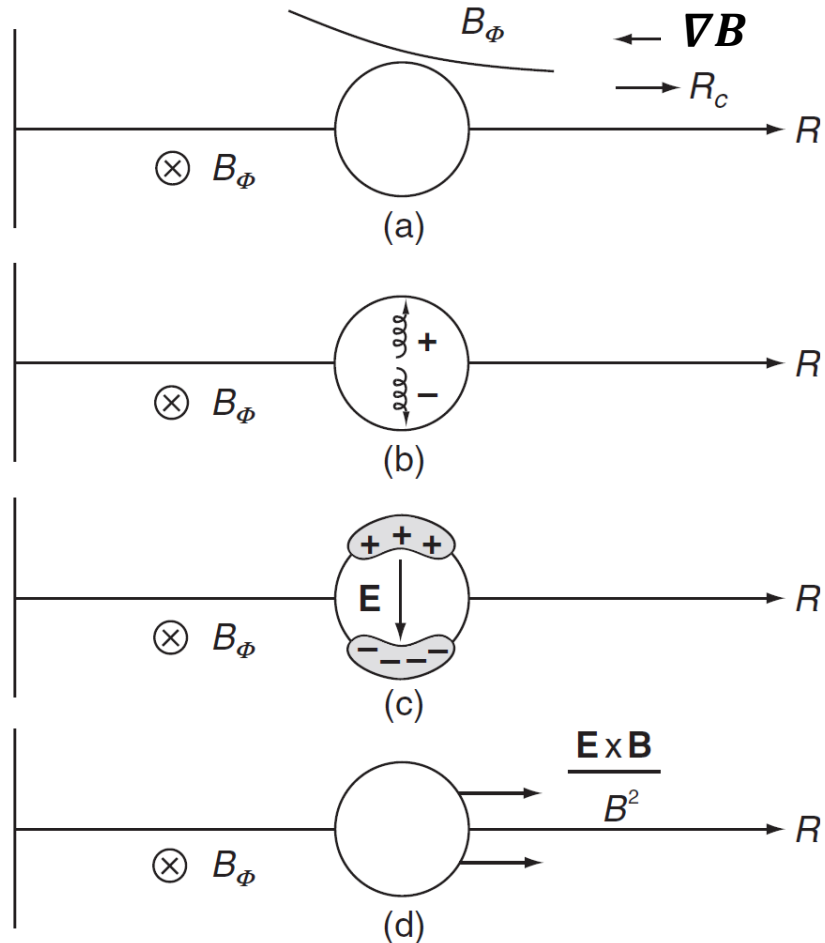 B_Φ
∇B
R_c
R
⊗ B_Φ
(a)
+
R
⊗ B_Φ
−
(b)
+ + +
E
R
⊗ B_Φ
− − − −
(c)
E x B
B²
R
⊗ B_Φ
(d)